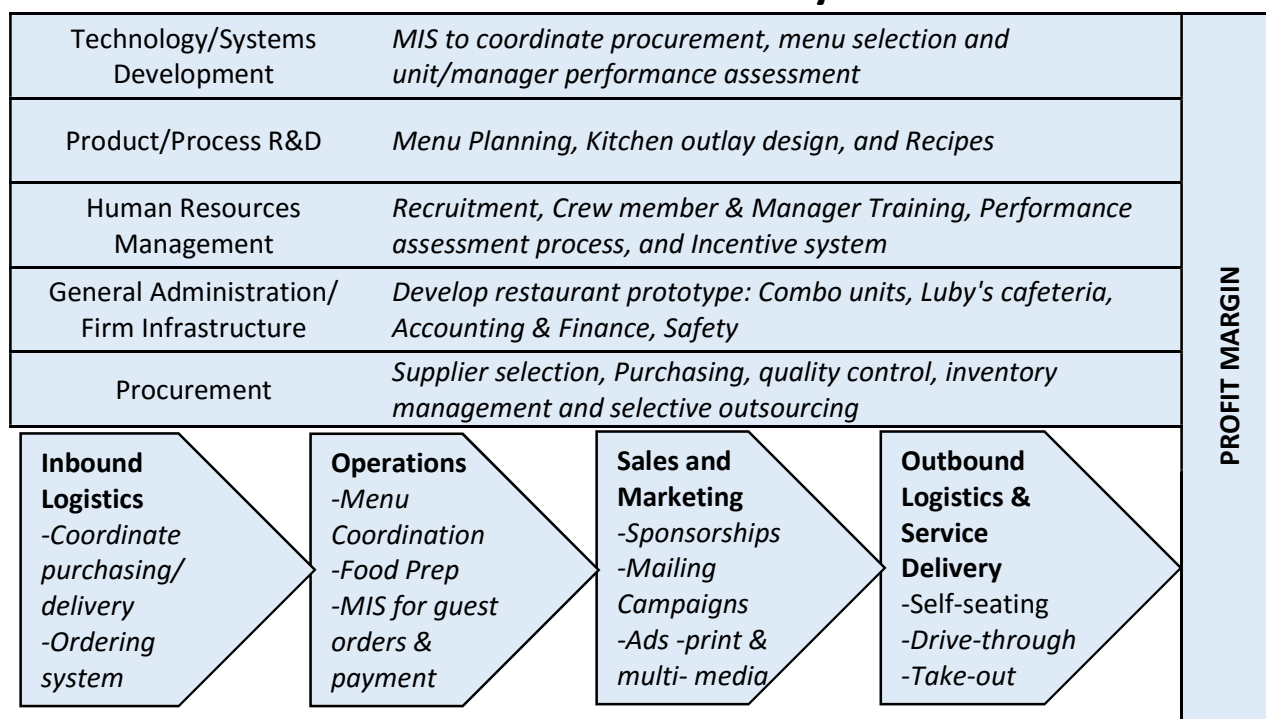 Technology/Systems
Development
MIS to coordinate procurement, menu selection and
unit/manager performance assessment
Product/Process R&D
Menu Planning, Kitchen outlay design, and Recipes
Human Resources
Management
Recruitment, Crew member & Manager Training, Performance
assessment process, and Incentive system
General Administration/
Firm Infrastructure
Develop restaurant prototype: Combo units, Luby's cafeteria,
Accounting & Finance, Safety
Procurement
Supplier selection, Purchasing, quality control, inventory
management and selective outsourcing
Inbound
Logistics
-Coordinate
purchasing/
delivery
-Ordering
system
Operations
-Menu
Coordination
-Food Prep
-MIS for guest
orders &
payment
Sales and
Marketing
-Sponsorships
-Mailing
Campaigns
-Ads -print &
multi- media
Outbound
Logistics &
Service
Delivery
-Self-seating
-Drive-through
-Take-out
PROFIT MARGIN